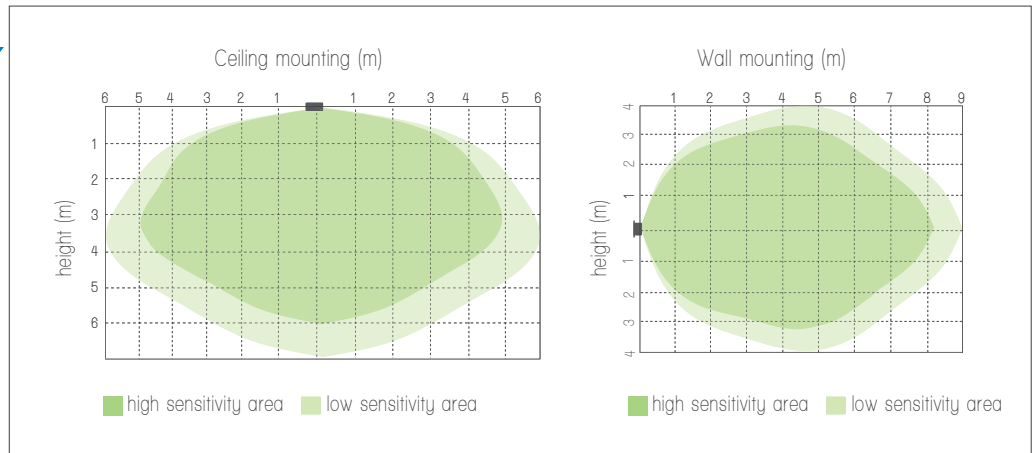 Ceiling mounting (m)
6 5 4 3 2 1 1 2 3 4 5 6
1
2
3
4
5
6
height (m)
high sensitivity area low sensitivity area
Wall mounting (m)
1 2 3 4 5 6 7 8 9
4
3
2
1
1
2
3
4
height (m)
high sensitivity area low sensitivity area